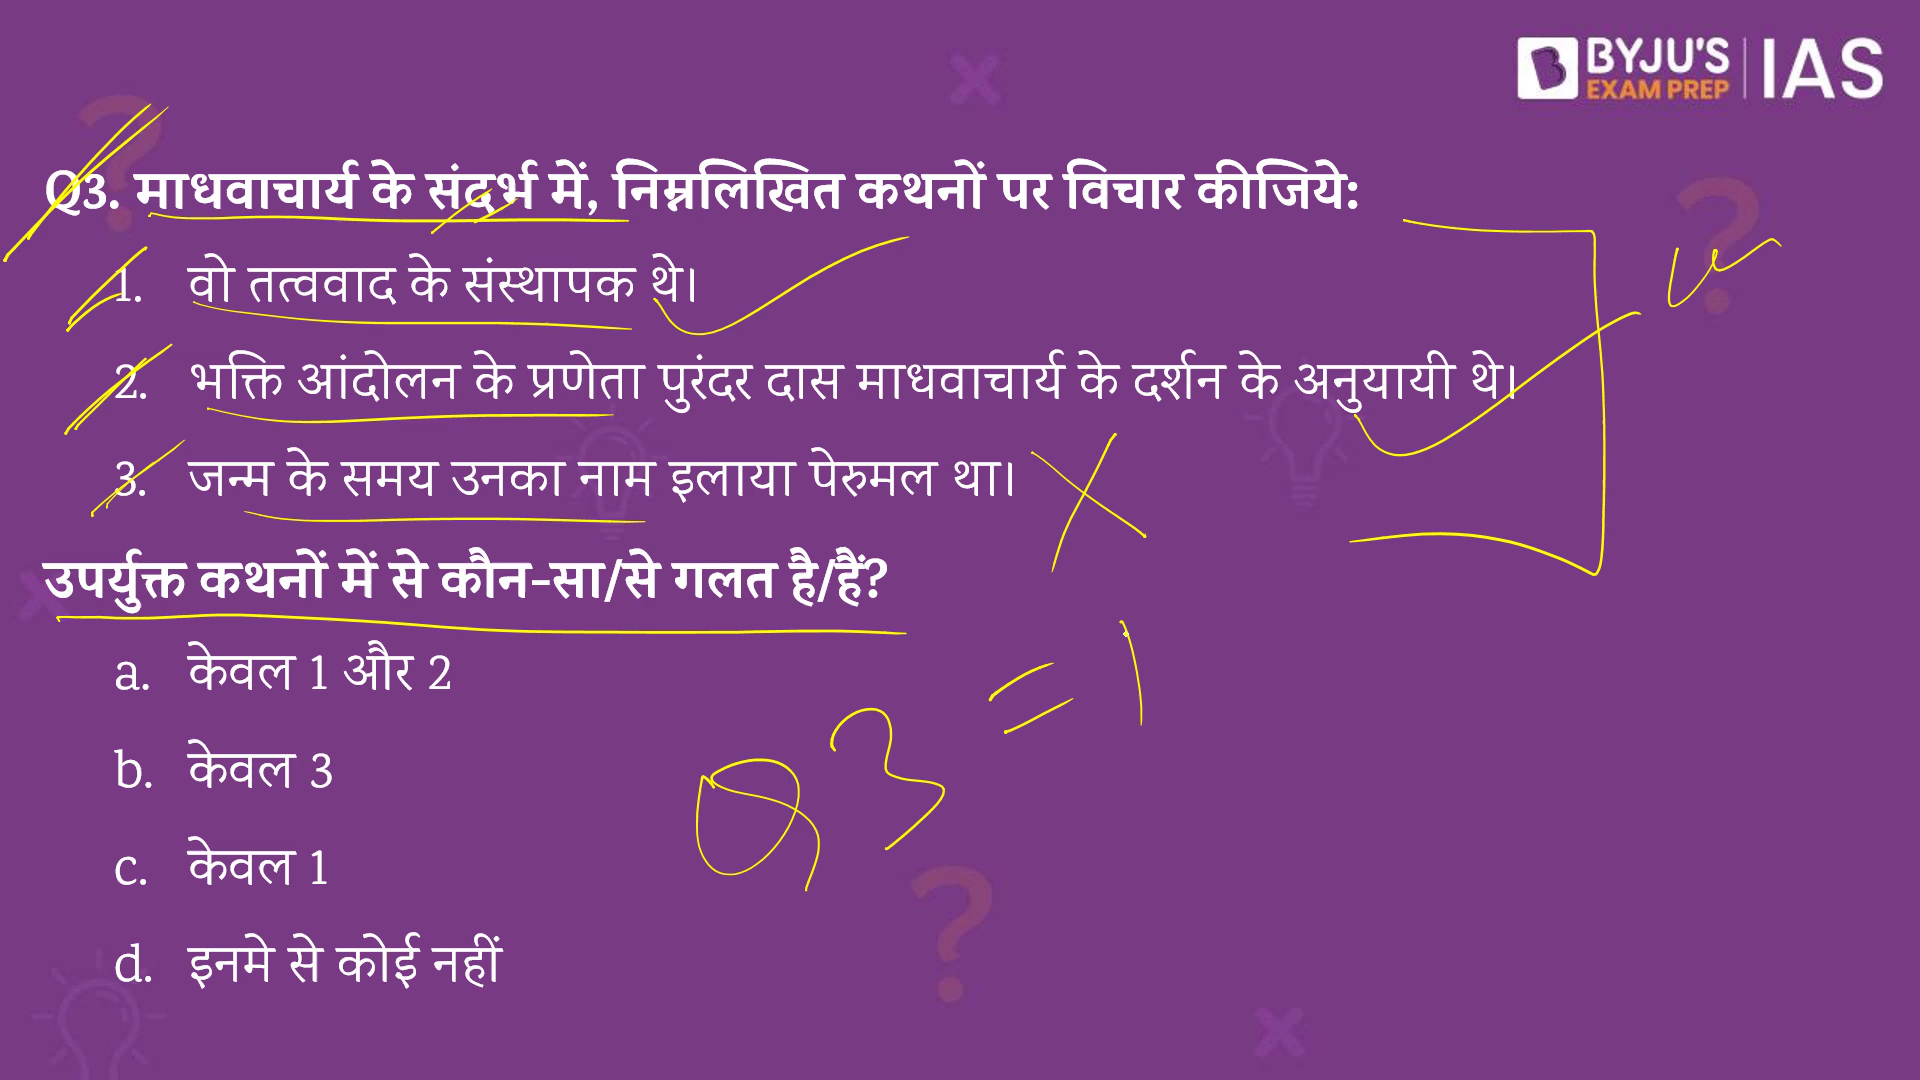 BYJU'S
EXAM PREP
IAS
Q3. माधवाचार्य के संदर्भ में, निम्नलिखित कथनों पर विचार कीजिये:
1. वो तत्ववाद के संस्थापक थे।
2. भक्ति आंदोलन के प्रणेता पुरंदर दास माधवाचार्य के दर्शन के अनुयायी थे।
3. जन्म के समय उनका नाम इलाया पेरुमल था।
उपर्युक्त कथनों में से कौन-सा/से गलत है/हैं?
a. केवल 1 और 2
b. केवल 3
c. केवल 1
d. इनमे से कोई नहीं